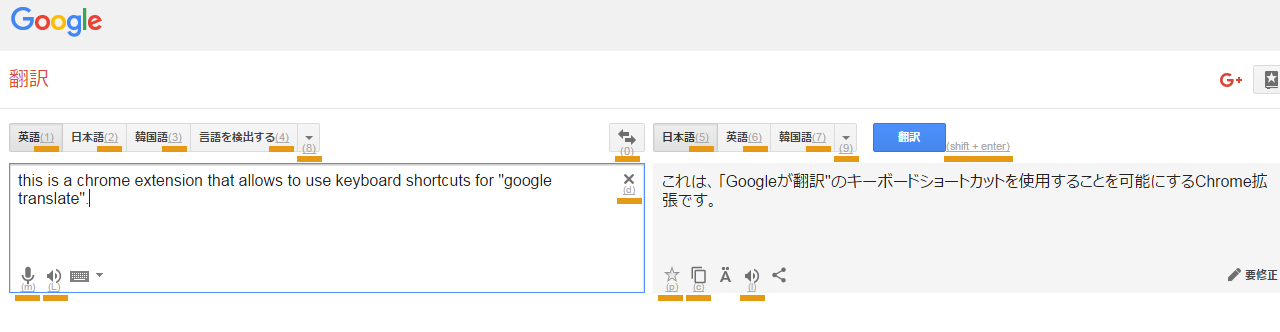 Google
翻訳
G+
英語(1) 日本語(2) 韓国語(3) 言語を検出する(4) (8) (0) 日本語(5) 英語(6) 韓国語(7) (9) 翻訳 (shift + enter)
this is a chrome extension that allows to use keyboard shortcuts for "google
translate".
(d)
これは、「Googleが翻訳"のキーボードショートカットを使用することを可能にするChrome拡
張です。
(m) (L) (p) (c) Ä (l) 要修正